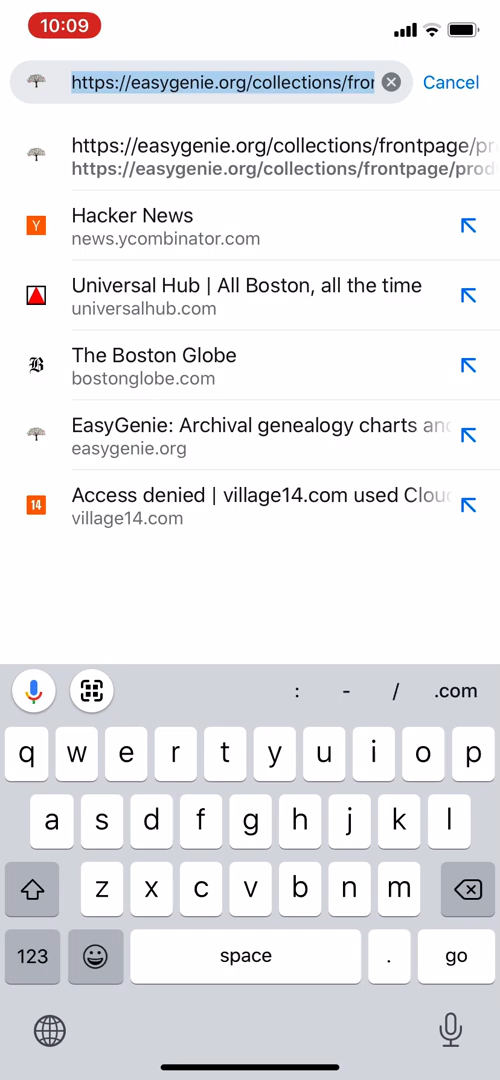 10:09
https://easygenie.org/collections/fror
Cancel
https://easygenie.org/collections/frontpage/pr
https://easygenie.org/collections/frontpage/prod
Y
Hacker News
news.ycombinator.com
Universal Hub | All Boston, all the time
universalhub.com
B
The Boston Globe
bostonglobe.com
EasyGenie: Archival genealogy charts and
easygenie.org
14
Access denied | village14.com used Clou
village14.com
: - / .com
q w e r t y u i o p
a s d f g h j k l
z x c v b n m
123 space . go